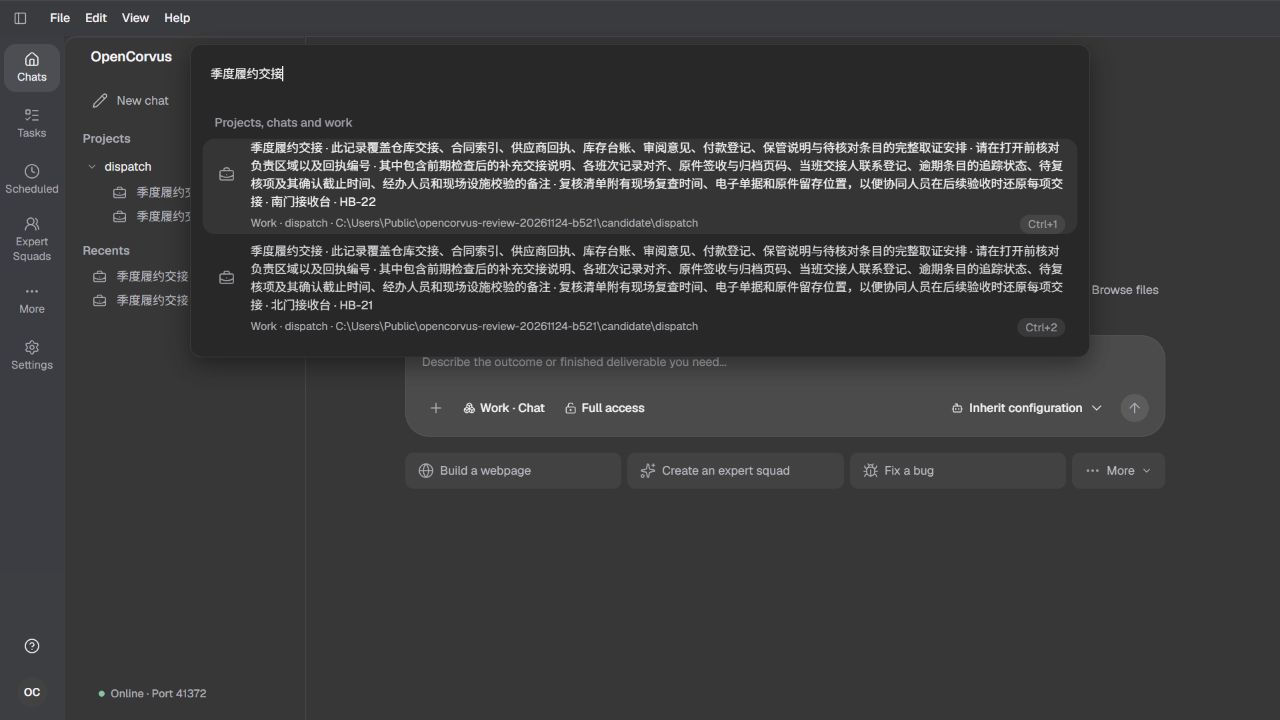 File Edit View Help
Chats
Tasks
Scheduled
Expert
Squads
More
Settings
OC
OpenCorvus
New chat
Projects
dispatch
季度履约交
季度履约交
Recents
季度履约交接
季度履约交接
Online · Port 41372
季度履约交接
Projects, chats and work
季度履约交接 · 此记录覆盖仓库交接、合同索引、供应商回执、库存台账、审阅意见、付款登记、保管说明与待核对条目的完整取证安排 · 请在打开前核对
负责区域以及回执编号 · 其中包含前期检查后的补充交接说明、各班次记录对齐、原件签收与归档页码、当班交接人联系登记、逾期条目的追踪状态、待复
核项及其确认截止时间、经办人员和现场设施校验的备注 · 复核清单附有现场复查时间、电子单据和原件留存位置，以便协同人员在后续验收时还原每项交
接 · 南门接收台 · HB-22
Work · dispatch · C:\Users\Public\opencorvus-review-20261124-b521\candidate\dispatch
Ctrl+1
季度履约交接 · 此记录覆盖仓库交接、合同索引、供应商回执、库存台账、审阅意见、付款登记、保管说明与待核对条目的完整取证安排 · 请在打开前核对
负责区域以及回执编号 · 其中包含前期检查后的补充交接说明、各班次记录对齐、原件签收与归档页码、当班交接人联系登记、逾期条目的追踪状态、待复
核项及其确认截止时间、经办人员和现场设施校验的备注 · 复核清单附有现场复查时间、电子单据和原件留存位置，以便协同人员在后续验收时还原每项交
接 · 北门接收台 · HB-21
Work · dispatch · C:\Users\Public\opencorvus-review-20261124-b521\candidate\dispatch
Ctrl+2
Browse files
Describe the outcome or finished deliverable you need...
Work · Chat Full access Inherit configuration
Build a webpage
Create an expert squad
Fix a bug
More